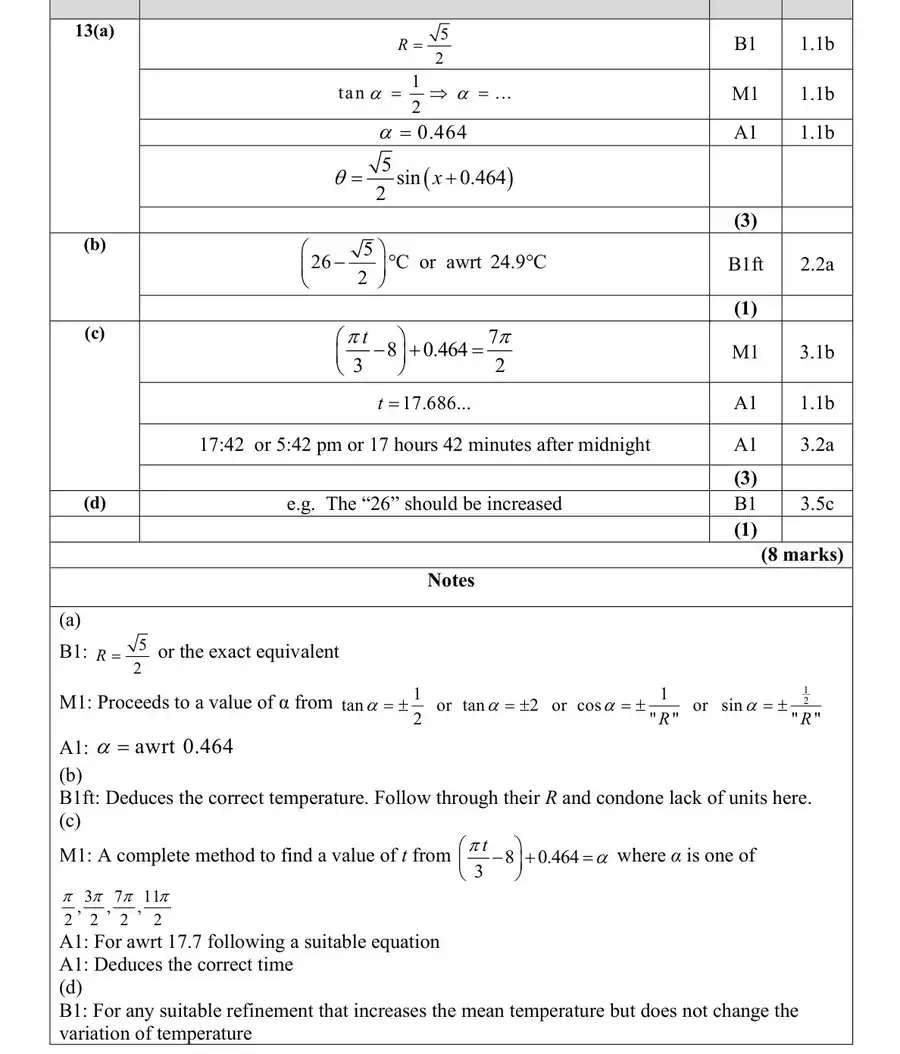 13(a) R = √5/2 B1 1.1b
tan α = 1/2 ⇒ α = ... M1 1.1b
α = 0.464 A1 1.1b
θ = √5/2 sin(x + 0.464)
(3)
(b) (26 − √5/2)°C or awrt 24.9°C B1ft 2.2a
(1)
(c) (πt/3 − 8) + 0.464 = 7π/2 M1 3.1b
t = 17.686... A1 1.1b
17:42 or 5:42 pm or 17 hours 42 minutes after midnight A1 3.2a
(3)
(d) e.g. The “26” should be increased B1 3.5c
(1)
(8 marks)
Notes
(a)
B1: R = √5/2 or the exact equivalent
M1: Proceeds to a value of α from tan α = ± 1/2 or tan α = ±2 or cos α = ± 1/"R" or sin α = ± ½/"R"
A1: α = awrt 0.464
(b)
B1ft: Deduces the correct temperature. Follow through their R and condone lack of units here.
(c)
M1: A complete method to find a value of t from (πt/3 − 8) + 0.464 = α where α is one of
π/2, 3π/2, 7π/2, 11π/2
A1: For awrt 17.7 following a suitable equation
A1: Deduces the correct time
(d)
B1: For any suitable refinement that increases the mean temperature but does not change the
variation of temperature